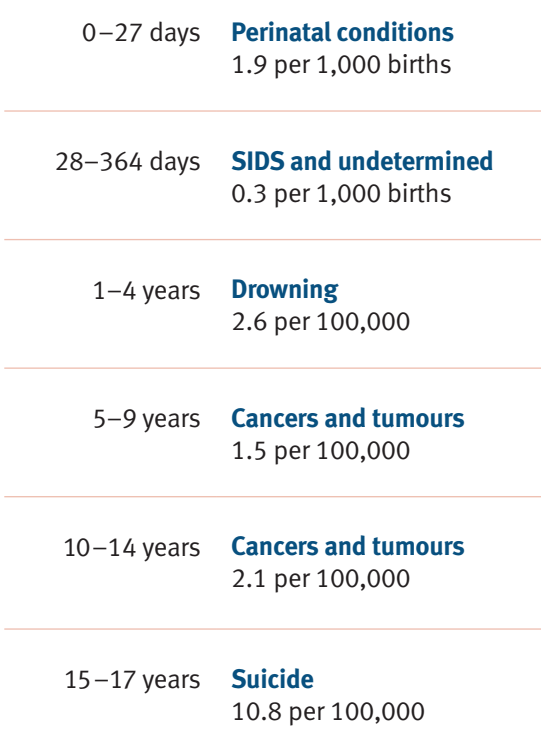 0–27 days Perinatal conditions
1.9 per 1,000 births
28–364 days SIDS and undetermined
0.3 per 1,000 births
1–4 years Drowning
2.6 per 100,000
5–9 years Cancers and tumours
1.5 per 100,000
10–14 years Cancers and tumours
2.1 per 100,000
15–17 years Suicide
10.8 per 100,000